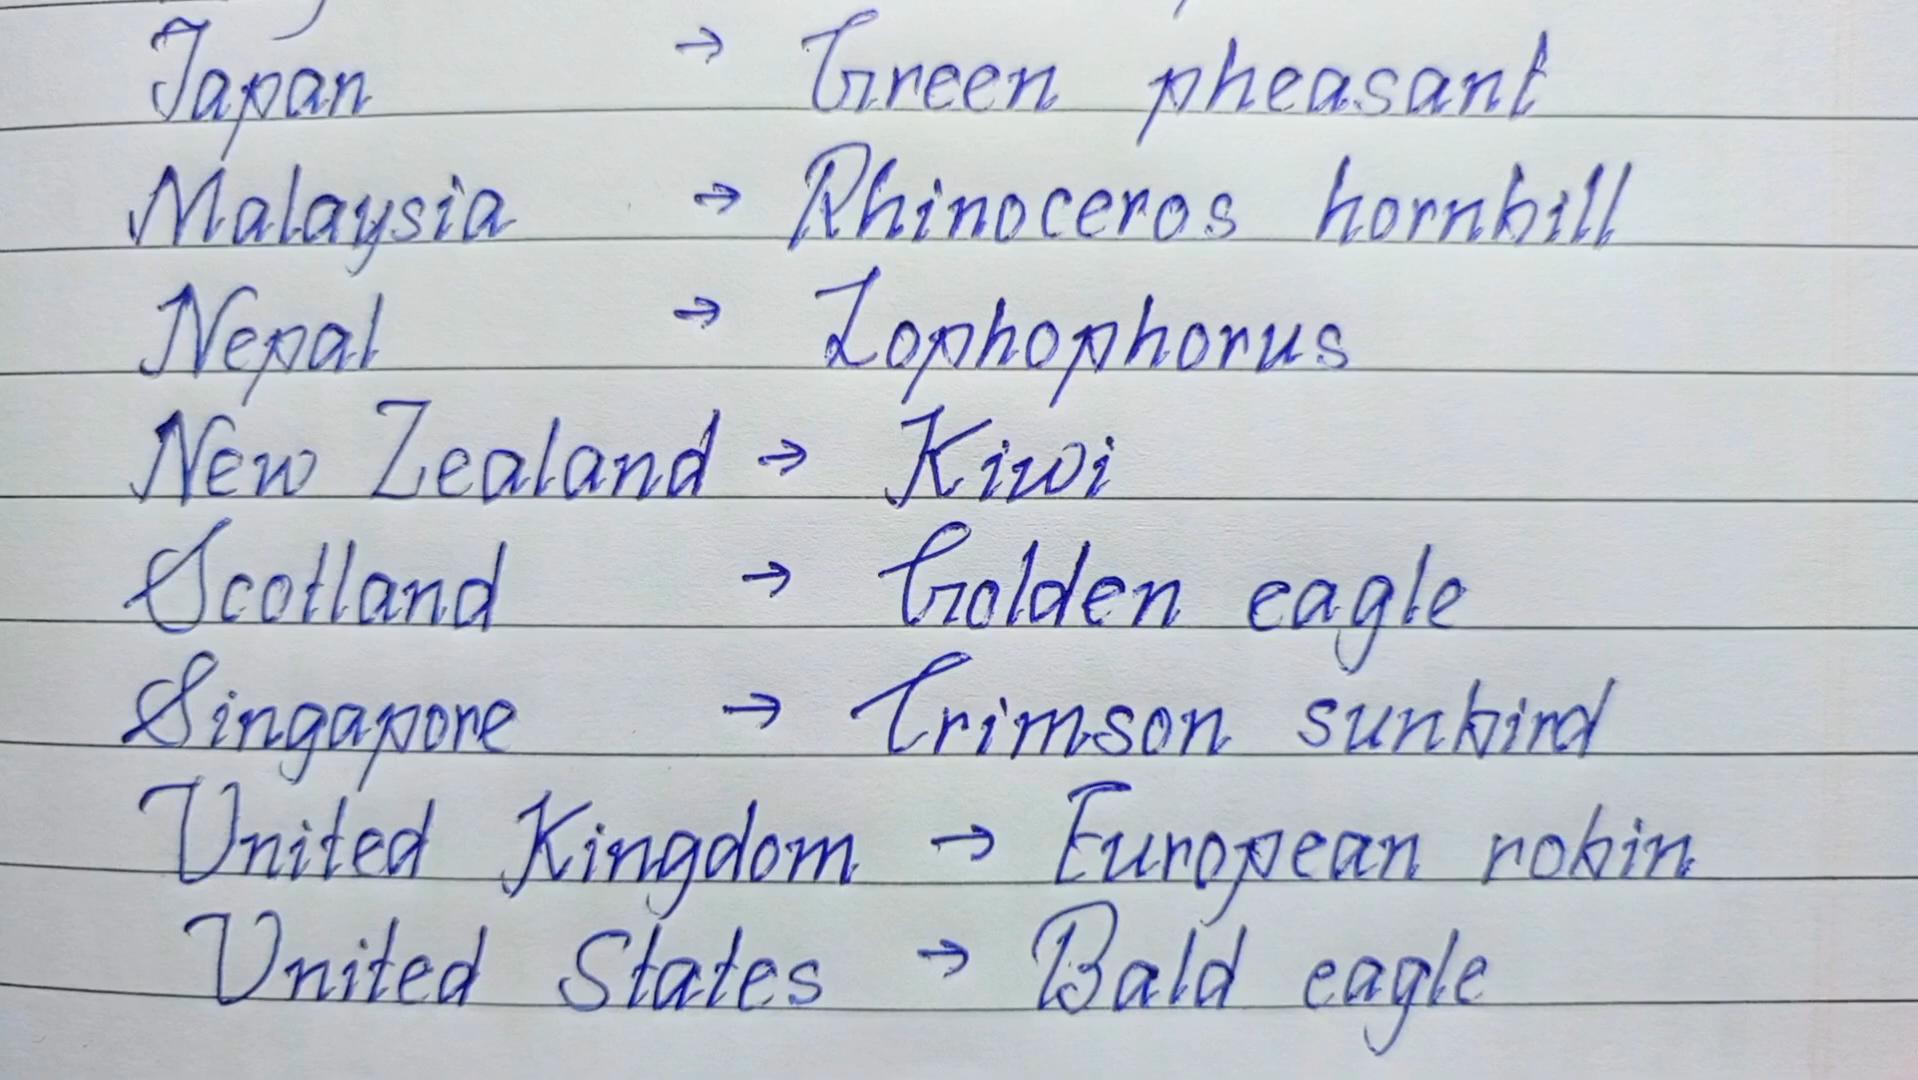 Japan → Green pheasant
Malaysia → Rhinoceros hornbill
Nepal → Lophophorus
New Zealand → Kiwi
Scotland → Golden eagle
Singapore → Crimson sunbird
United Kingdom → European robin
United States → Bald eagle